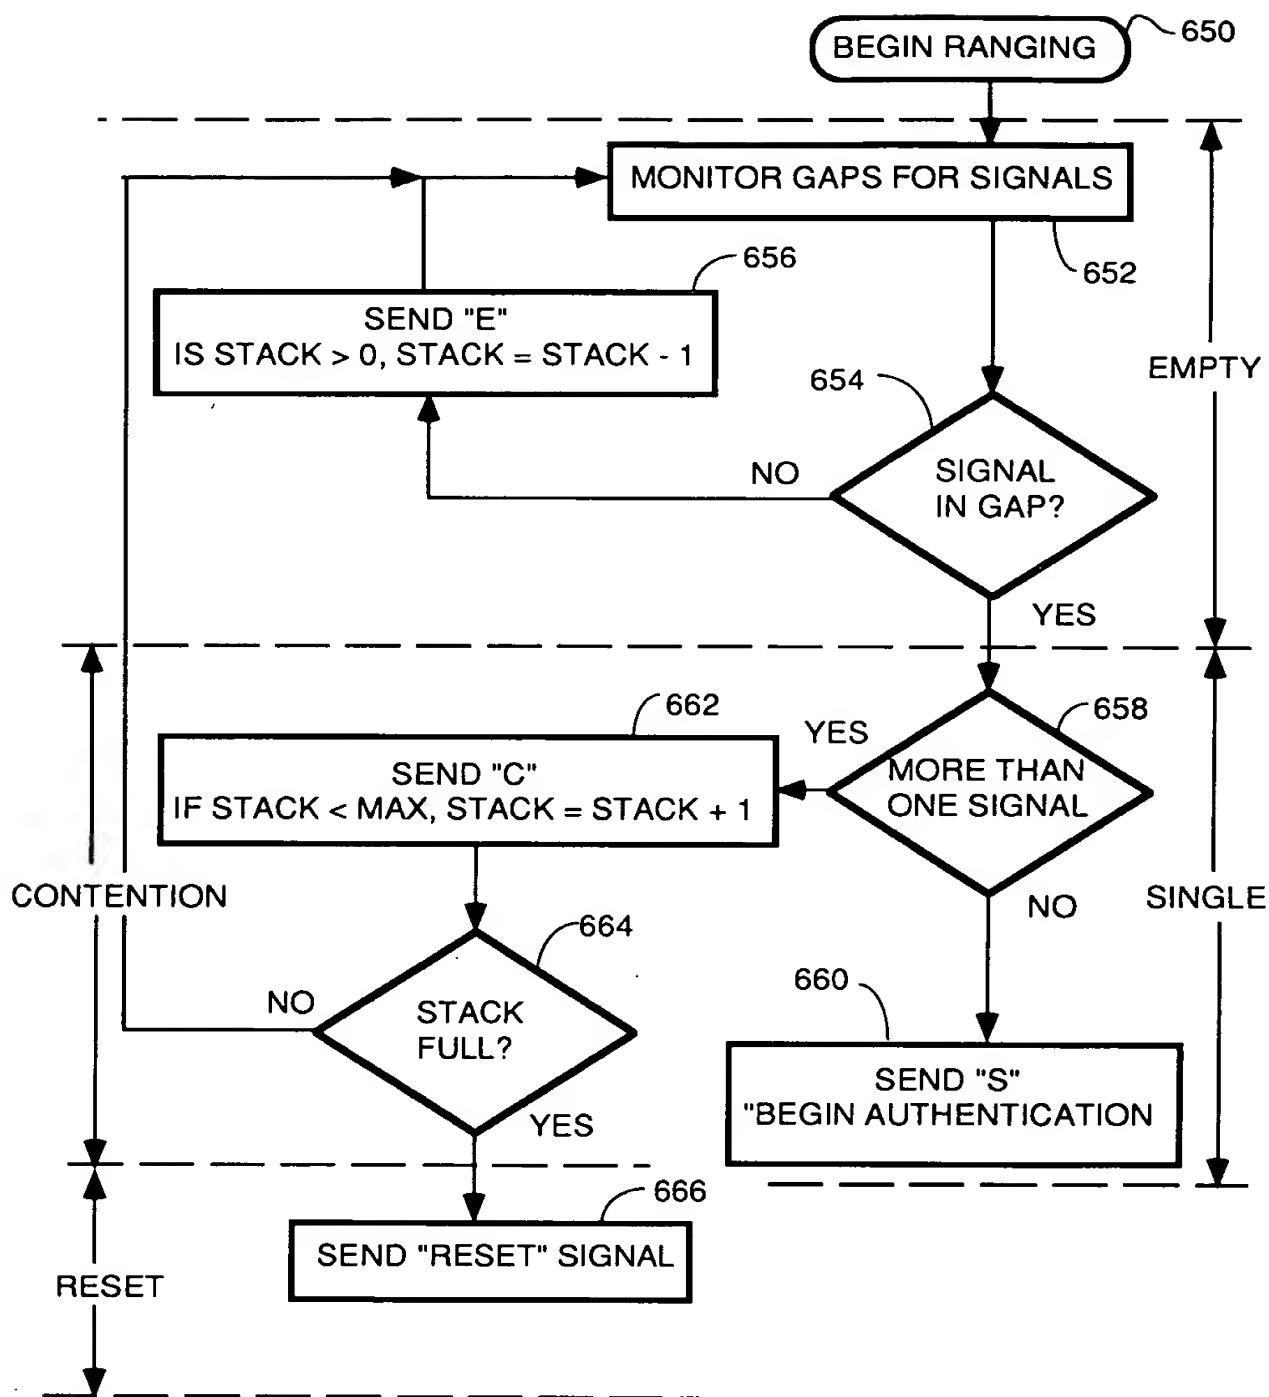 BEGIN RANGING
650
MONITOR GAPS FOR SIGNALS
652
656
SEND "E"
IS STACK > 0, STACK = STACK - 1
654
EMPTY
NO
SIGNAL
IN GAP?
YES
662
658
YES
SEND "C"
IF STACK < MAX, STACK = STACK + 1
MORE THAN
ONE SIGNAL
CONTENTION
NO
SINGLE
664
660
NO
STACK
FULL?
SEND "S"
"BEGIN AUTHENTICATION
YES
666
SEND "RESET" SIGNAL
RESET